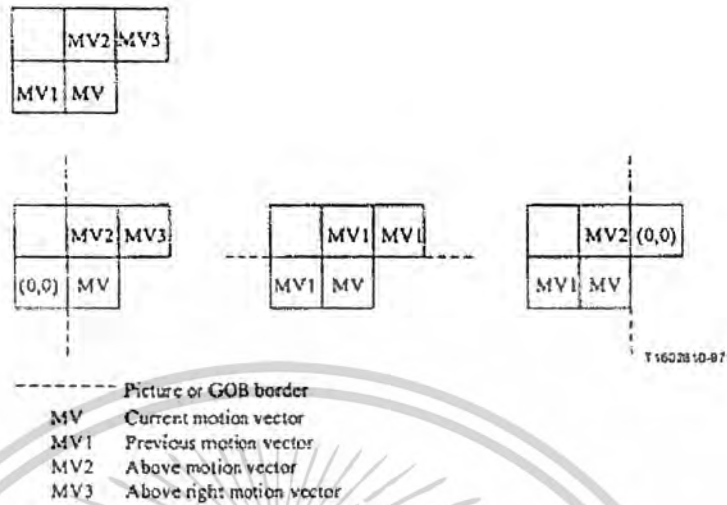 MV2 MV3
MV1 MV
MV2 MV3
(0,0) MV
MV1 MV1
MV1 MV
MV2 (0,0)
MV1 MV
T1602810-97
Picture or GOB border
MV Current motion vector
MV1 Previous motion vector
MV2 Above motion vector
MV3 Above right motion vector